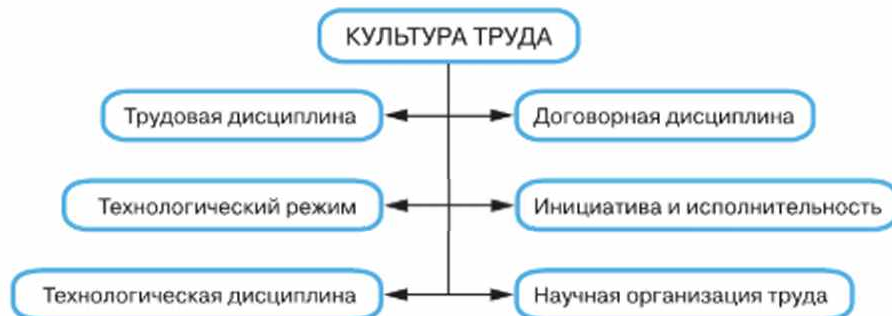 КУЛЬТУРА ТРУДА
Трудовая дисциплина
Договорная дисциплина
Технологический режим
Инициатива и исполнительность
Технологическая дисциплина
Научная организация труда